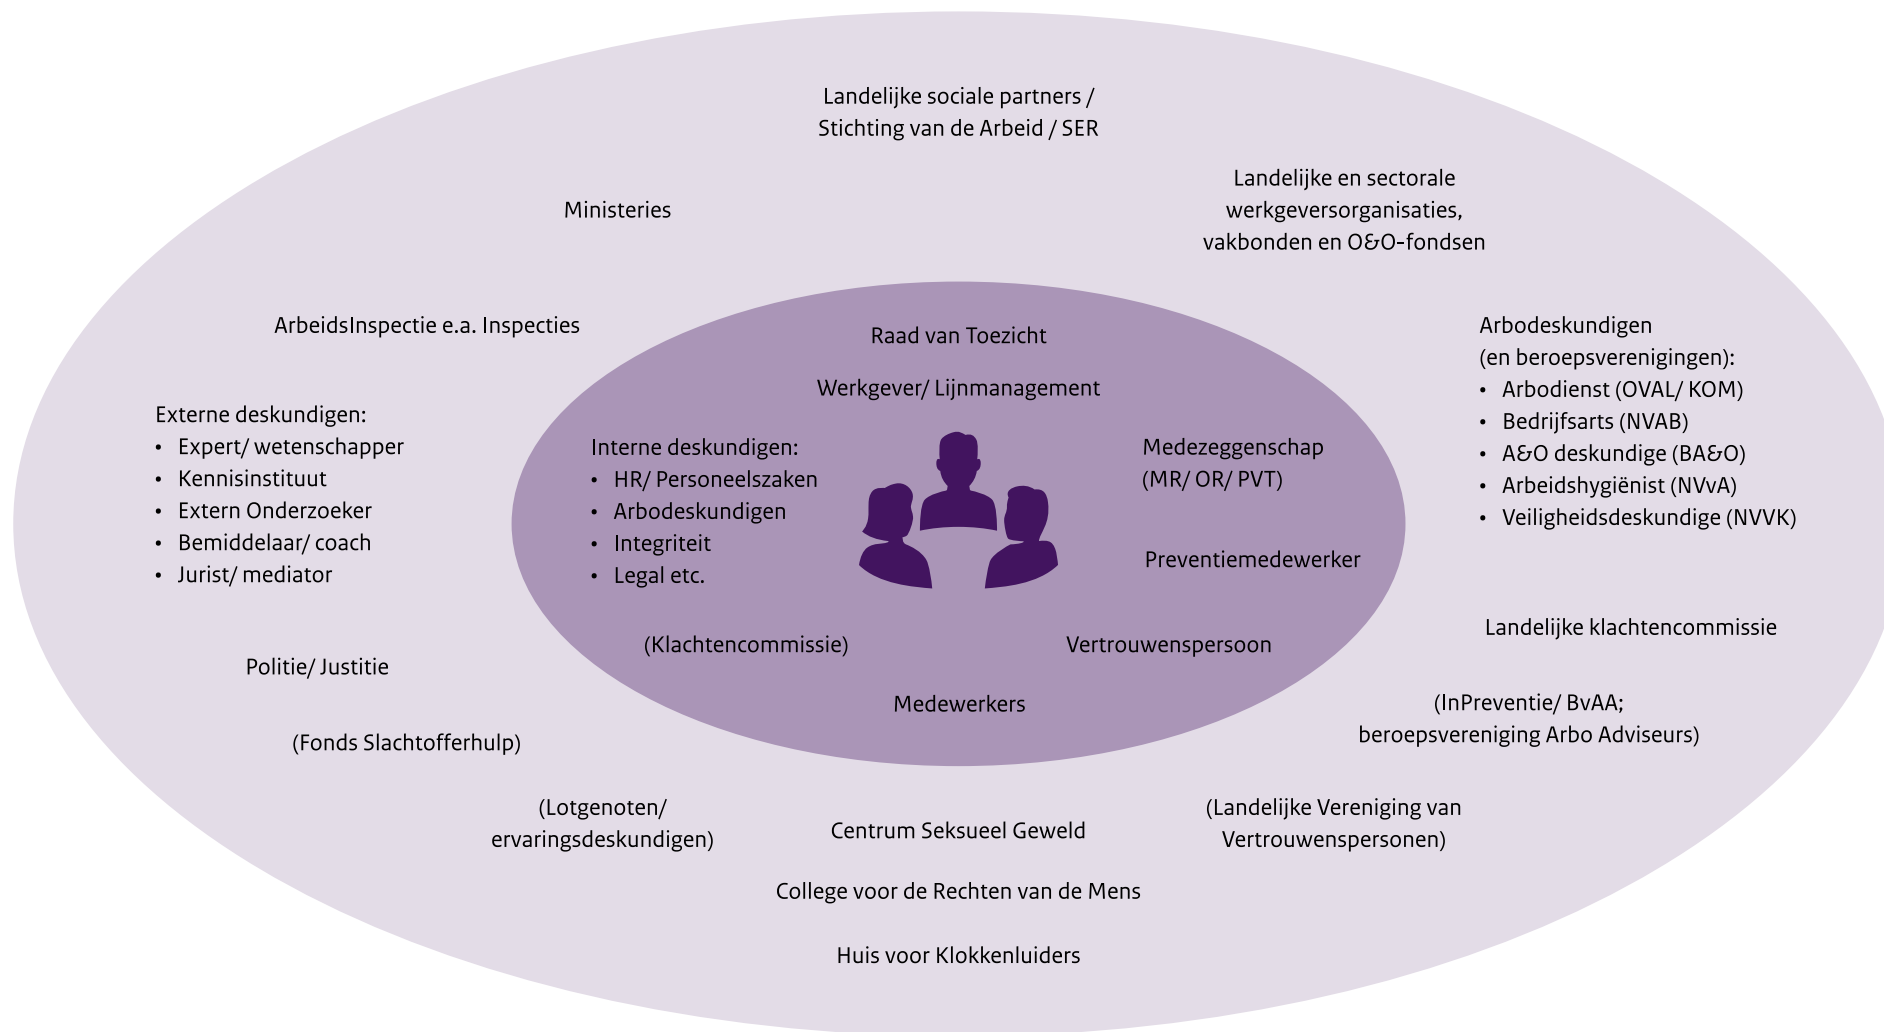 Landelijke sociale partners /
Stichting van de Arbeid / SER
Landelijke en sectorale
werkgeversorganisaties,
vakbonden en O&O-fondsen
Ministeries
ArbeidsInspectie e.a. Inspecties
Arbodeskundigen
(en beroepsverenigingen):
• Arbodienst (OVAL/ KOM)
• Bedrijfsarts (NVAB)
• A&O deskundige (BA&O)
• Arbeidshygiënist (NVvA)
• Veiligheidsdeskundige (NVVK)
Externe deskundigen:
• Expert/ wetenschapper
• Kennisinstituut
• Extern Onderzoeker
• Bemiddelaar/ coach
• Jurist/ mediator
Raad van Toezicht
Werkgever/ Lijnmanagement
Interne deskundigen:
• HR/ Personeelszaken
• Arbodeskundigen
• Integriteit
• Legal etc.
Medezeggenschap
(MR/ OR/ PVT)
Preventiemedewerker
(Klachtencommissie)
Vertrouwenspersoon
Medewerkers
Landelijke klachtencommissie
Politie/ Justitie
(InPreventie/ BvAA;
beroepsvereniging Arbo Adviseurs)
(Fonds Slachtofferhulp)
(Lotgenoten/
ervaringsdeskundigen)
Centrum Seksueel Geweld
(Landelijke Vereniging van
Vertrouwenspersonen)
College voor de Rechten van de Mens
Huis voor Klokkenluiders